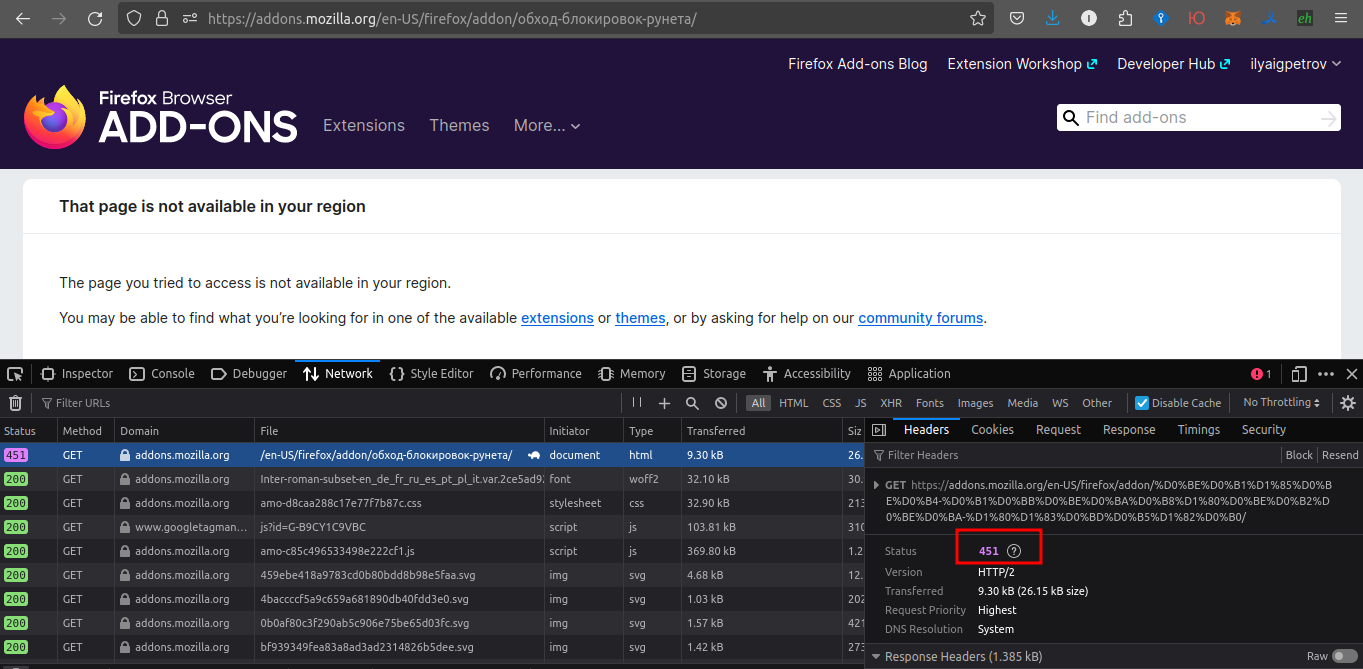 https://addons.mozilla.org/en-US/firefox/addon/обход-блокировок-рунета/
Firefox Add-ons Blog Extension Workshop Developer Hub ilyaigpetrov
Firefox Browser
ADD-ONS
Extensions Themes More...
Find add-ons
That page is not available in your region
The page you tried to access is not available in your region.
You may be able to find what you're looking for in one of the available extensions or themes, or by asking for help on our community forums.
Inspector Console Debugger Network Style Editor Performance Memory Storage Accessibility Application 1
Filter URLs All HTML CSS JS XHR Fonts Images Media WS Other Disable Cache No Throttling
Status Method Domain File Initiator Type Transferred Siz
451 GET addons.mozilla.org /en-US/firefox/addon/обход-блокировок-рунета/ document html 9.30 kB 26.
200 GET addons.mozilla.org Inter-roman-subset-en_de_fr_ru_es_pt_pl_it.var.2ce5ad92 font woff2 32.10 kB 30.
200 GET addons.mozilla.org amo-d8caa288c17e77f7b87c.css stylesheet css 32.90 kB 213
200 GET www.googletagman... js?id=G-B9CY1C9VBC script js 103.81 kB 310
200 GET addons.mozilla.org amo-c85c496533498e222cf1.js script js 369.80 kB 1.2
200 GET addons.mozilla.org 459ebe418a9783cd0b80bdd8b98e5faa.svg img svg 4.68 kB 12.
200 GET addons.mozilla.org 4baccccf5a9c659a681890db40fdd3e0.svg img svg 1.03 kB 202
200 GET addons.mozilla.org 0b0af80c3f290ab5c906e75be65d03fc.svg img svg 1.57 kB 421
200 GET addons.mozilla.org bf939349fea83a8ad3ad2314826b5dee.svg img svg 1.42 kB 648
Headers Cookies Request Response Timings Security
Filter Headers Block Resend
GET https://addons.mozilla.org/en-US/firefox/addon/%D0%BE%D0%B1%D1%85%D0%B
E%D0%B4-%D0%B1%D0%BB%D0%BE%D0%BA%D0%B8%D1%80%D0%BE%D0%B2%D
0%BE%D0%BA-%D1%80%D1%83%D0%BD%D0%B5%D1%82%D0%B0/
Status 451 ?
Version HTTP/2
Transferred 9.30 kB (26.15 kB size)
Request Priority Highest
DNS Resolution System
Response Headers (1.385 kB) Raw